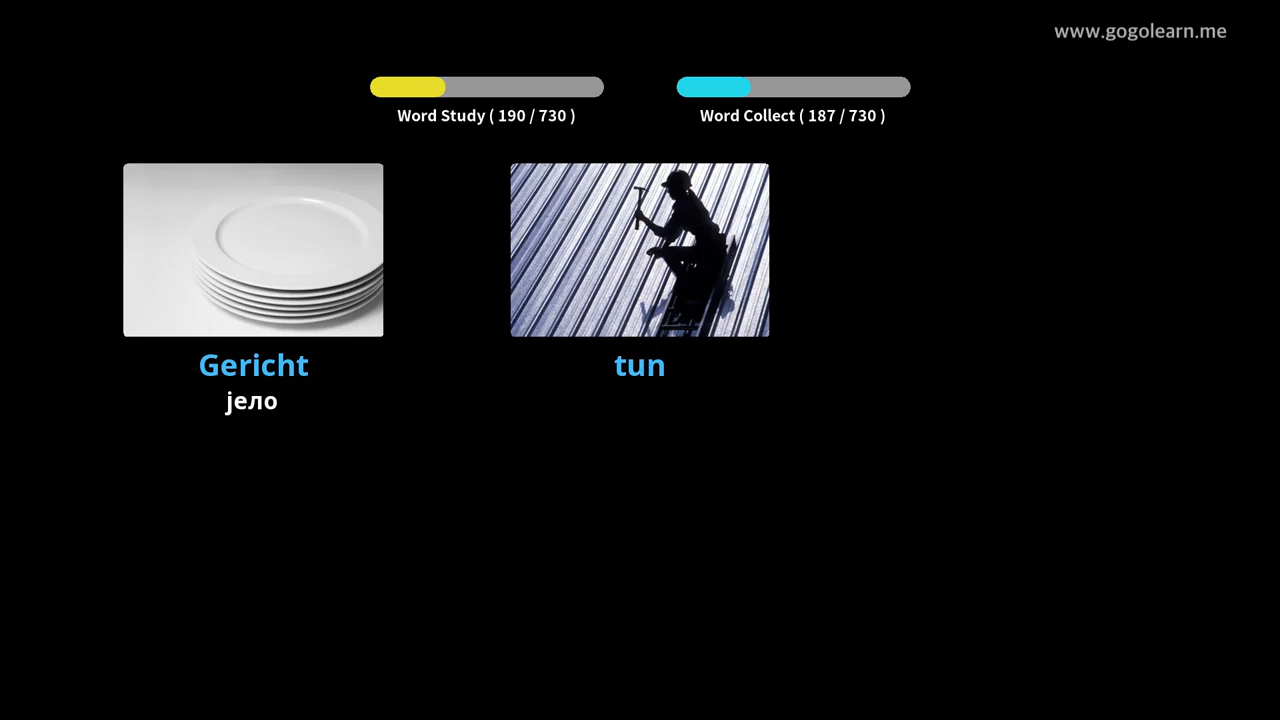 www.gogolearn.me
Word Study ( 190 / 730 )
Word Collect ( 187 / 730 )
Gericht
јело
tun